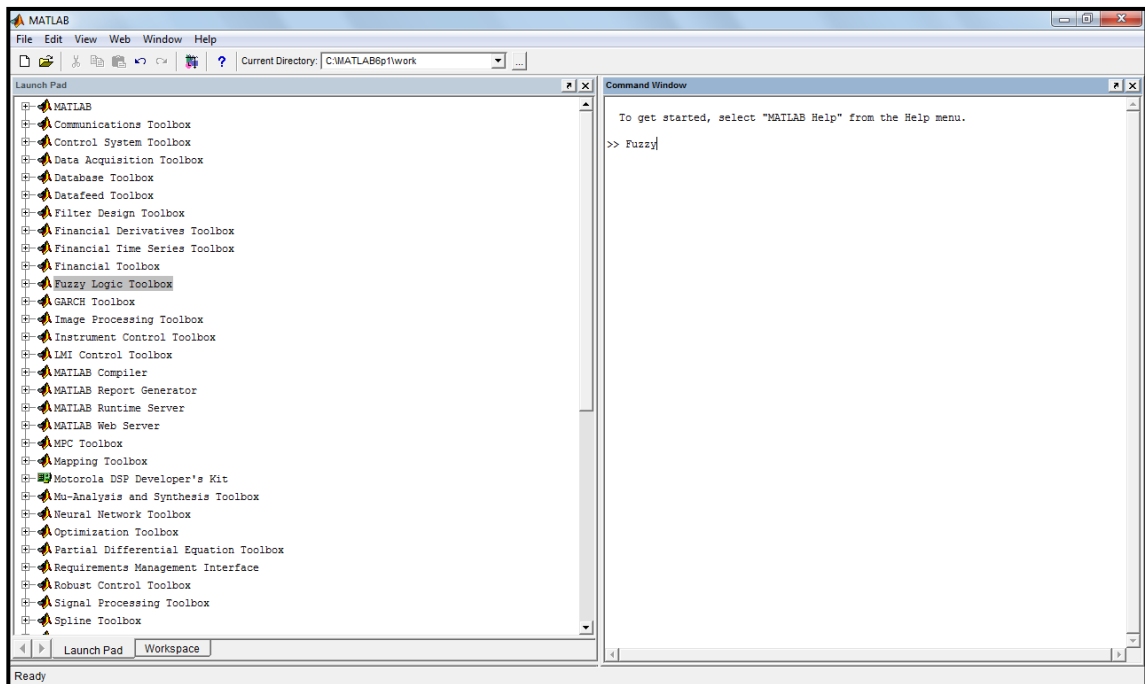 MATLAB
File Edit View Web Window Help
? Current Directory: C:\MATLAB6p1\work ...
Launch Pad
MATLAB
Communications Toolbox
Control System Toolbox
Data Acquisition Toolbox
Database Toolbox
Datafeed Toolbox
Filter Design Toolbox
Financial Derivatives Toolbox
Financial Time Series Toolbox
Financial Toolbox
Fuzzy Logic Toolbox
GARCH Toolbox
Image Processing Toolbox
Instrument Control Toolbox
LMI Control Toolbox
MATLAB Compiler
MATLAB Report Generator
MATLAB Runtime Server
MATLAB Web Server
MPC Toolbox
Mapping Toolbox
Motorola DSP Developer's Kit
Mu-Analysis and Synthesis Toolbox
Neural Network Toolbox
Optimization Toolbox
Partial Differential Equation Toolbox
Requirements Management Interface
Robust Control Toolbox
Signal Processing Toolbox
Spline Toolbox
Launch Pad Workspace
Command Window
To get started, select "MATLAB Help" from the Help menu.
>> Fuzzy
Ready